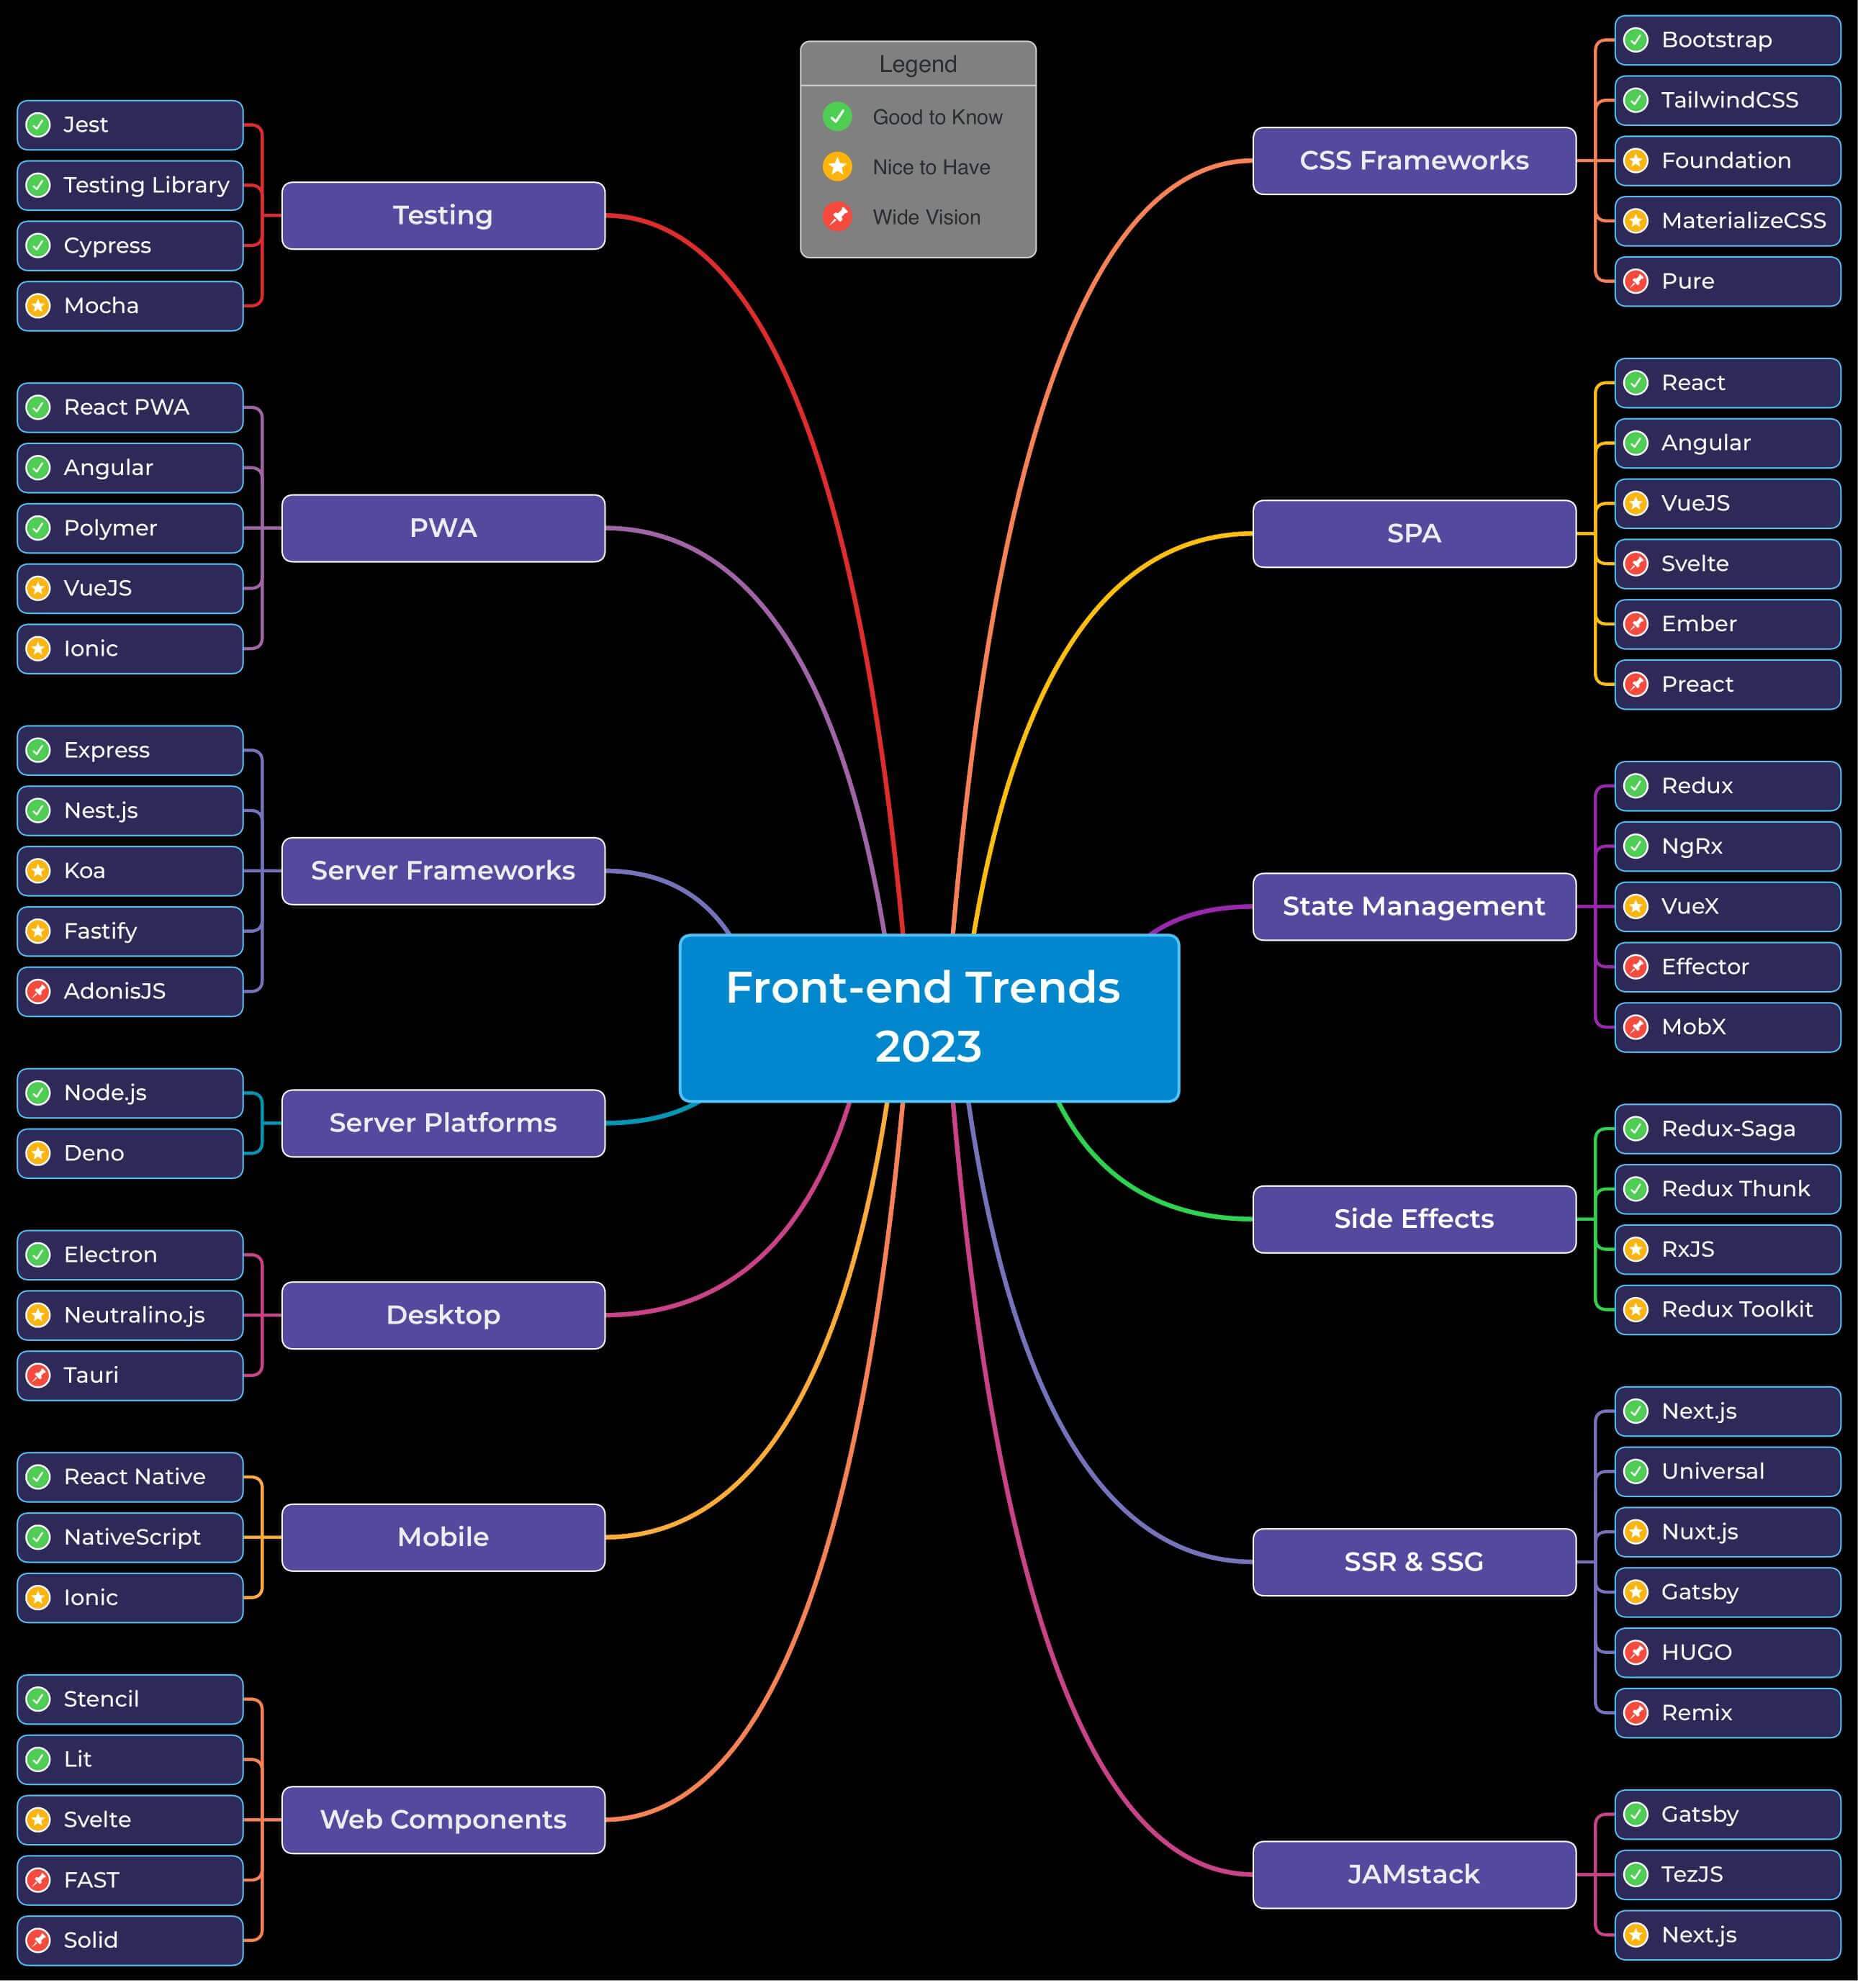 Legend
Good to Know
Nice to Have
Wide Vision
Front-end Trends
2023
Testing
Jest
Testing Library
Cypress
Mocha
PWA
React PWA
Angular
Polymer
VueJS
Ionic
Server Frameworks
Express
Nest.js
Koa
Fastify
AdonisJS
Server Platforms
Node.js
Deno
Desktop
Electron
Neutralino.js
Tauri
Mobile
React Native
NativeScript
Ionic
Web Components
Stencil
Lit
Svelte
FAST
Solid
CSS Frameworks
Bootstrap
TailwindCSS
Foundation
MaterializeCSS
Pure
SPA
React
Angular
VueJS
Svelte
Ember
Preact
State Management
Redux
NgRx
VueX
Effector
MobX
Side Effects
Redux-Saga
Redux Thunk
RxJS
Redux Toolkit
SSR & SSG
Next.js
Universal
Nuxt.js
Gatsby
HUGO
Remix
JAMstack
Gatsby
TezJS
Next.js